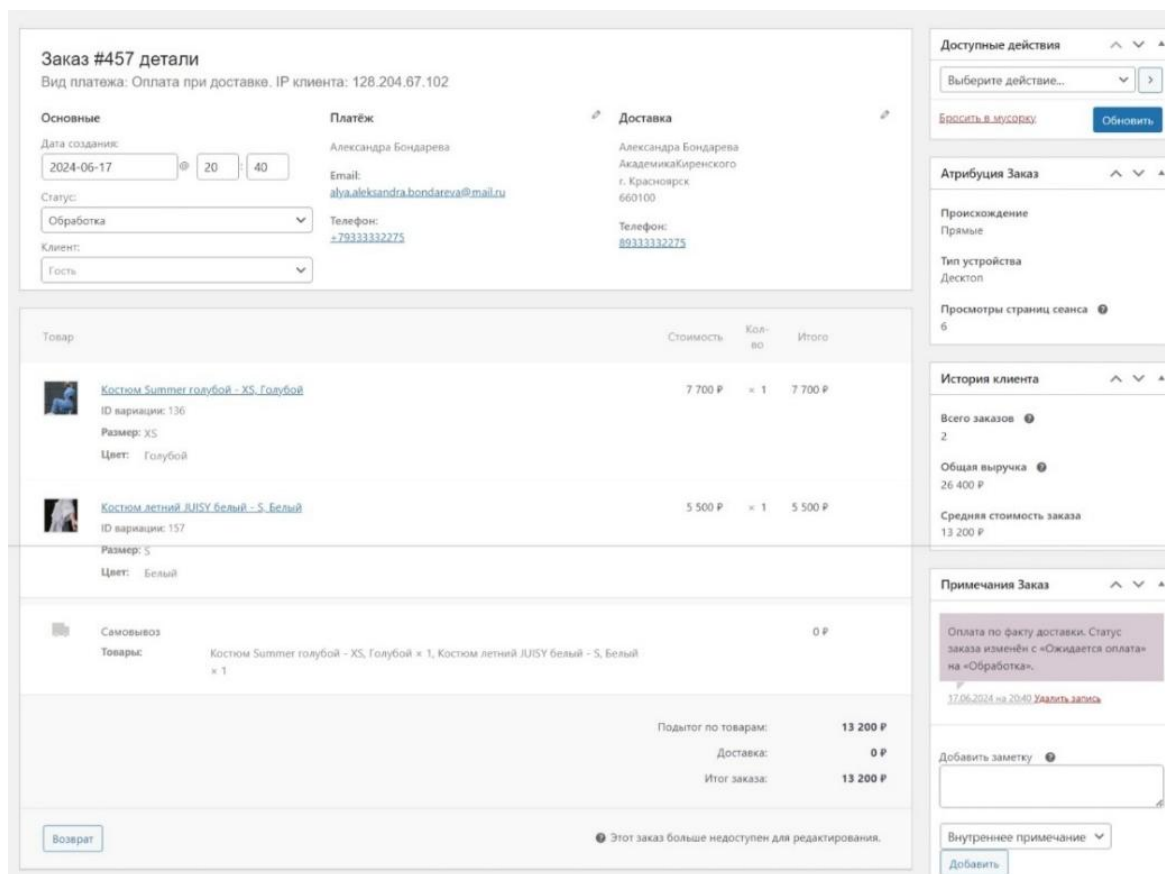 Заказ #457 детали
Вид платежа: Оплата при доставке. IP клиента: 128.204.67.102
Основные
Дата создания:
2024-06-17 @ 20 : 40
Статус:
Обработка
Клиент:
Гость
Платёж
Александра Бондарева
Email:
alya.aleksandra.bondareva@mail.ru
Телефон:
+79333332275
Доставка
Александра Бондарева
АкадемикаКиренского
г. Красноярск
660100
Телефон:
89333332275
Товар Стоимость Кол-во Итого
Костюм Summer голубой - XS, Голубой 7 700 ₽ × 1 7 700 ₽
ID вариации: 136
Размер: XS
Цвет: Голубой
Костюм летний JUISY белый - S, Белый 5 500 ₽ × 1 5 500 ₽
ID вариации: 157
Размер: S
Цвет: Белый
Самовывоз 0 ₽
Товары: Костюм Summer голубой - XS, Голубой × 1, Костюм летний JUISY белый - S, Белый
× 1
Подытог по товарам: 13 200 ₽
Доставка: 0 ₽
Итог заказа: 13 200 ₽
Возврат
Этот заказ больше недоступен для редактирования.
Доступные действия
Выберите действие...
Бросить в мусорку
Обновить
Атрибуция Заказ
Происхождение
Прямые
Тип устройства
Десктоп
Просмотры страниц сеанса
6
История клиента
Всего заказов
2
Общая выручка
26 400 ₽
Средняя стоимость заказа
13 200 ₽
Примечания Заказ
Оплата по факту доставки. Статус
заказа изменён с «Ожидается оплата»
на «Обработка».
17.06.2024 на 20:40 Удалить запись
Добавить заметку
Внутреннее примечание
Добавить